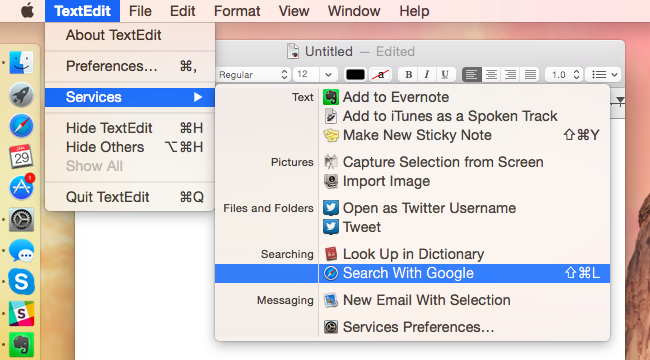 TextEdit File Edit Format View Window Help
About TextEdit
Preferences... ⌘,
Services ▶
Hide TextEdit ⌘H
Hide Others ⌥⌘H
Show All
Quit TextEdit ⌘Q
Untitled — Edited
Regular 12 a B I U 1.0
Text Add to Evernote
Add to iTunes as a Spoken Track
Make New Sticky Note ⇧⌘Y
Pictures Capture Selection from Screen
Import Image
Files and Folders Open as Twitter Username
Tweet
Searching Look Up in Dictionary
Search With Google ⇧⌘L
Messaging New Email With Selection
Services Preferences...
JAN
29
1
S
S